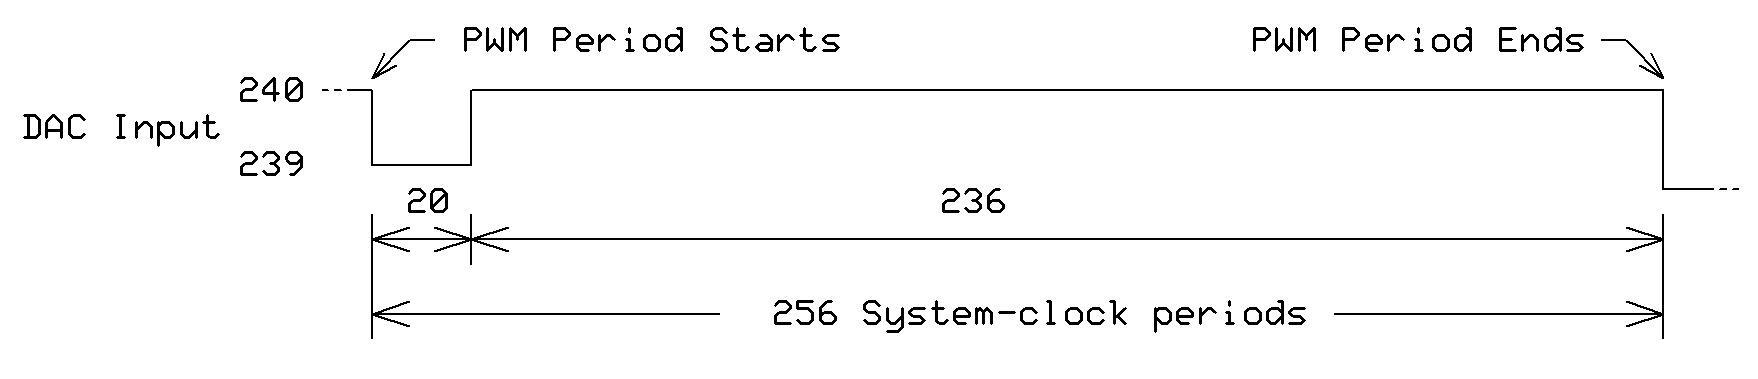 PWM Period Starts
PWM Period Ends
240
DAC Input
239
20
236
256 System-clock periods